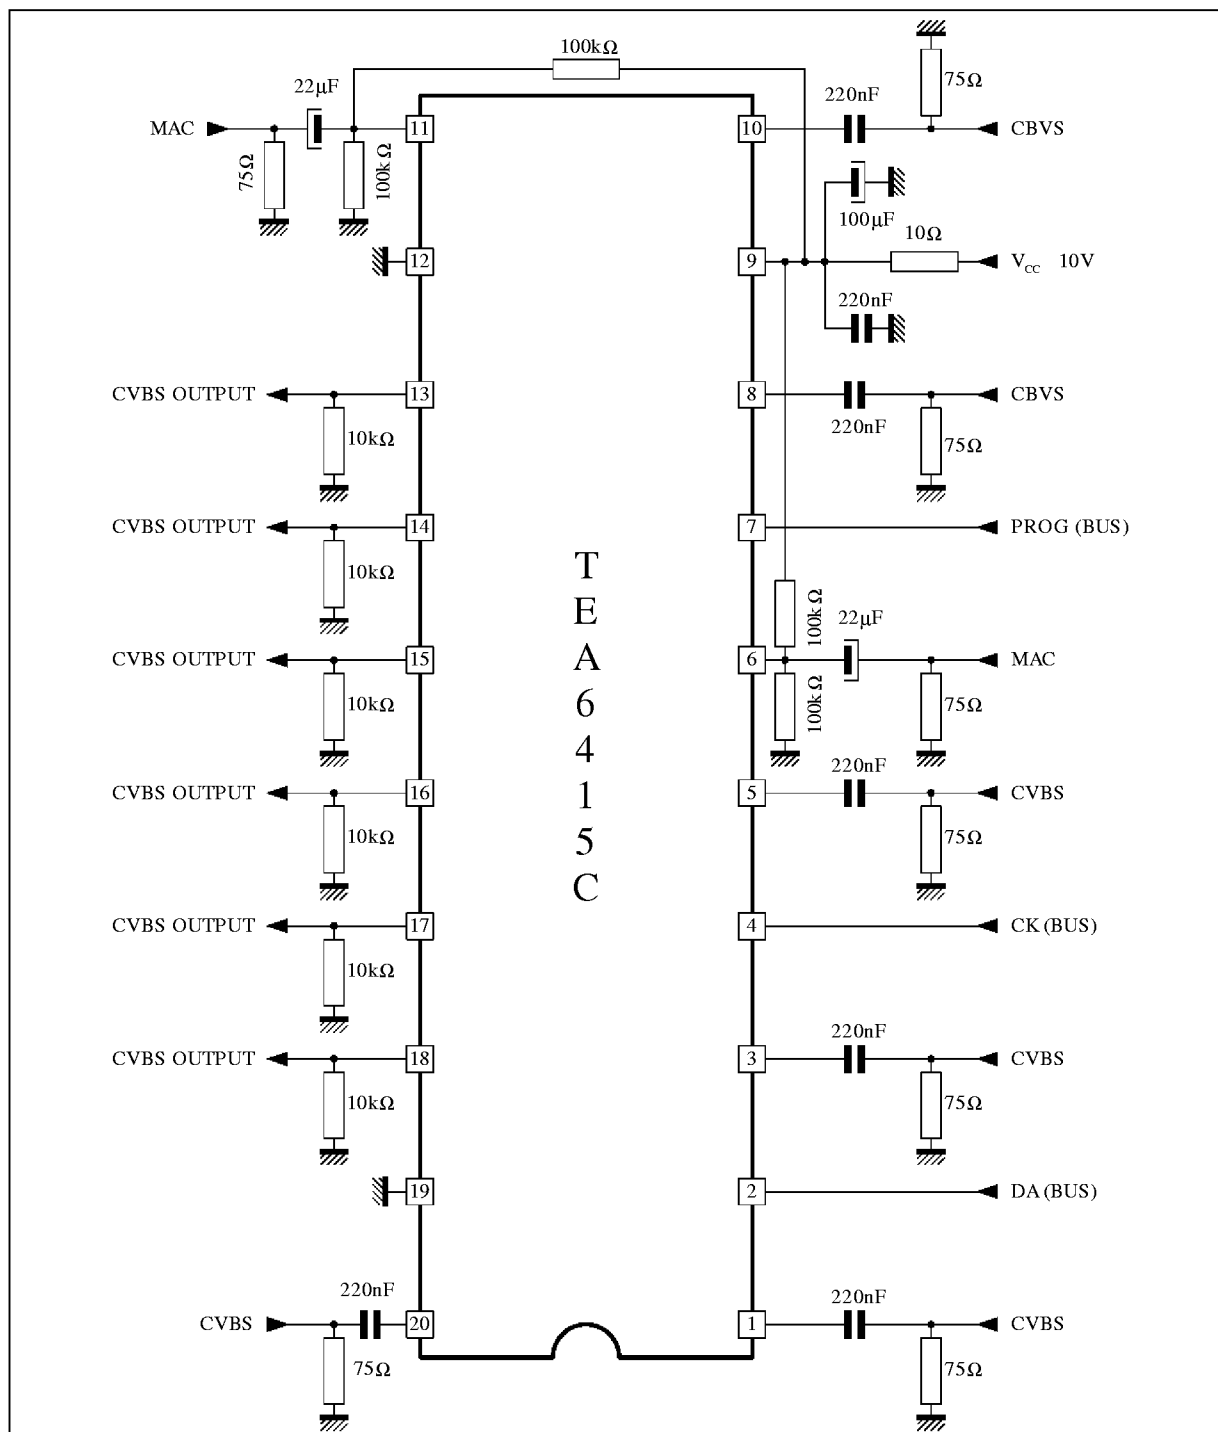 100kΩ
22µF
220nF
75Ω
MAC
11
10
CBVS
75Ω
100kΩ
100µF
10Ω
12
9
VCC 10V
220nF
CVBS OUTPUT
13
8
CBVS
10kΩ
220nF
75Ω
CVBS OUTPUT
14
7
PROG (BUS)
10kΩ
TEA6415C
100kΩ
22µF
CVBS OUTPUT
15
6
MAC
10kΩ
100kΩ
75Ω
220nF
CVBS OUTPUT
16
5
CVBS
10kΩ
75Ω
CVBS OUTPUT
17
4
CK (BUS)
10kΩ
220nF
CVBS OUTPUT
18
3
CVBS
10kΩ
75Ω
19
2
DA (BUS)
220nF
220nF
CVBS
20
1
CVBS
75Ω
75Ω